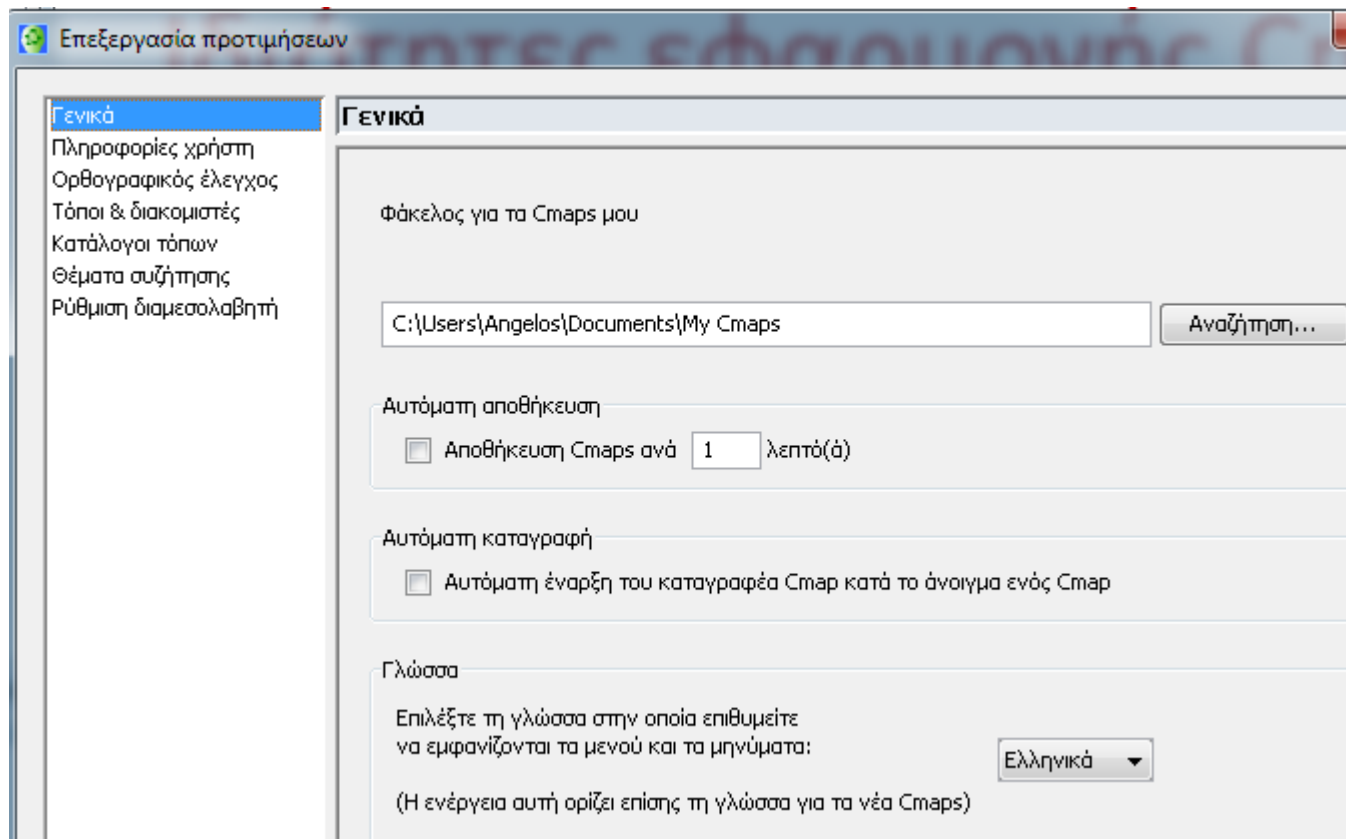 Επεξεργασία προτιμήσεων
Γενικά
Πληροφορίες χρήστη
Ορθογραφικός έλεγχος
Τόποι & διακομιστές
Κατάλογοι τόπων
Θέματα συζήτησης
Ρύθμιση διαμεσολαβητή
Γενικά
Φάκελος για τα Cmaps μου
C:\Users\Angelos\Documents\My Cmaps
Αναζήτηση...
Αυτόματη αποθήκευση
Αποθήκευση Cmaps ανά 1 λεπτό(ά)
Αυτόματη καταγραφή
Αυτόματη έναρξη του καταγραφέα Cmap κατά το άνοιγμα ενός Cmap
Γλώσσα
Επιλέξτε τη γλώσσα στην οποία επιθυμείτε
να εμφανίζονται τα μενού και τα μηνύματα:
Ελληνικά
(Η ενέργεια αυτή ορίζει επίσης τη γλώσσα για τα νέα Cmaps)